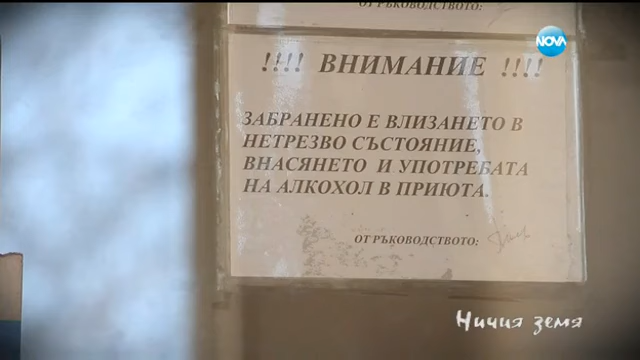 ОТ РЪКОВОДСТВОТО:
NOVA
!!!! ВНИМАНИЕ !!!!
ЗАБРАНЕНО Е ВЛИЗАНЕТО В
НЕТРЕЗВО СЪСТОЯНИЕ,
ВНАСЯНЕТО И УПОТРЕБАТА
НА АЛКОХОЛ В ПРИЮТА.
ОТ РЪКОВОДСТВОТО:
Ничия земя